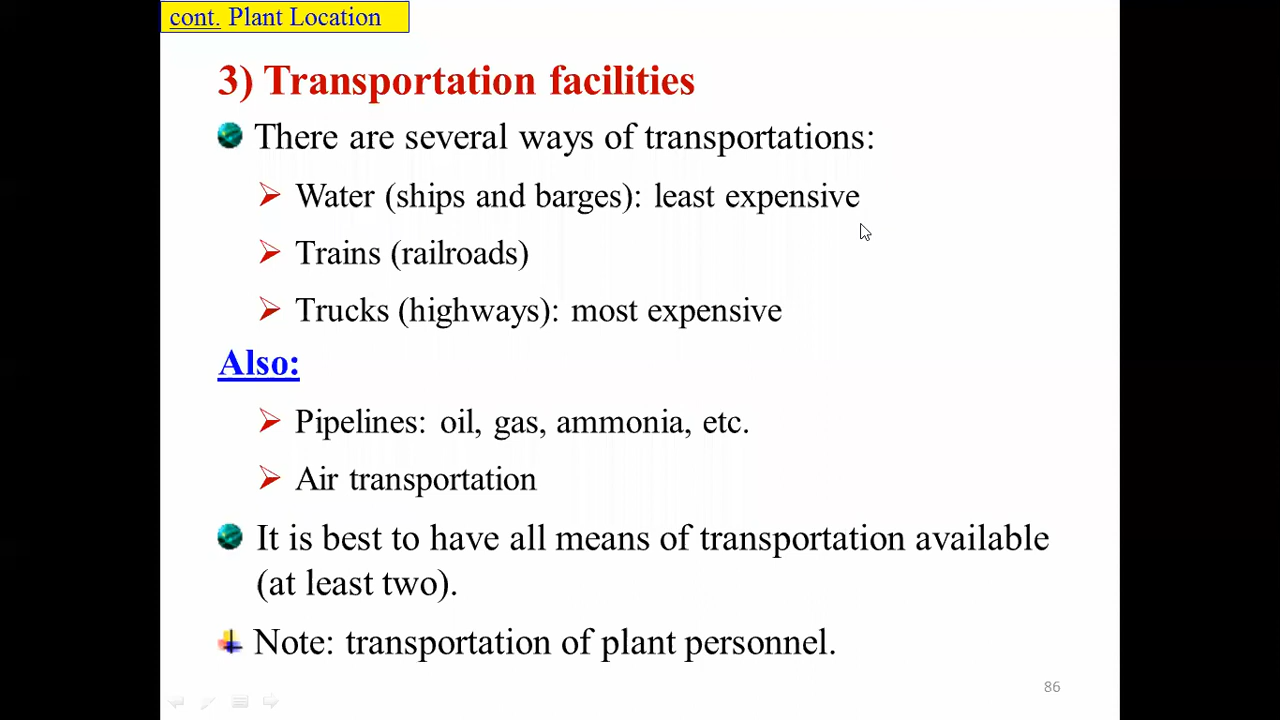 cont. Plant Location
3) Transportation facilities
There are several ways of transportations:
Water (ships and barges): least expensive
Trains (railroads)
Trucks (highways): most expensive
Also:
Pipelines: oil, gas, ammonia, etc.
Air transportation
It is best to have all means of transportation available
(at least two).
Note: transportation of plant personnel.
86